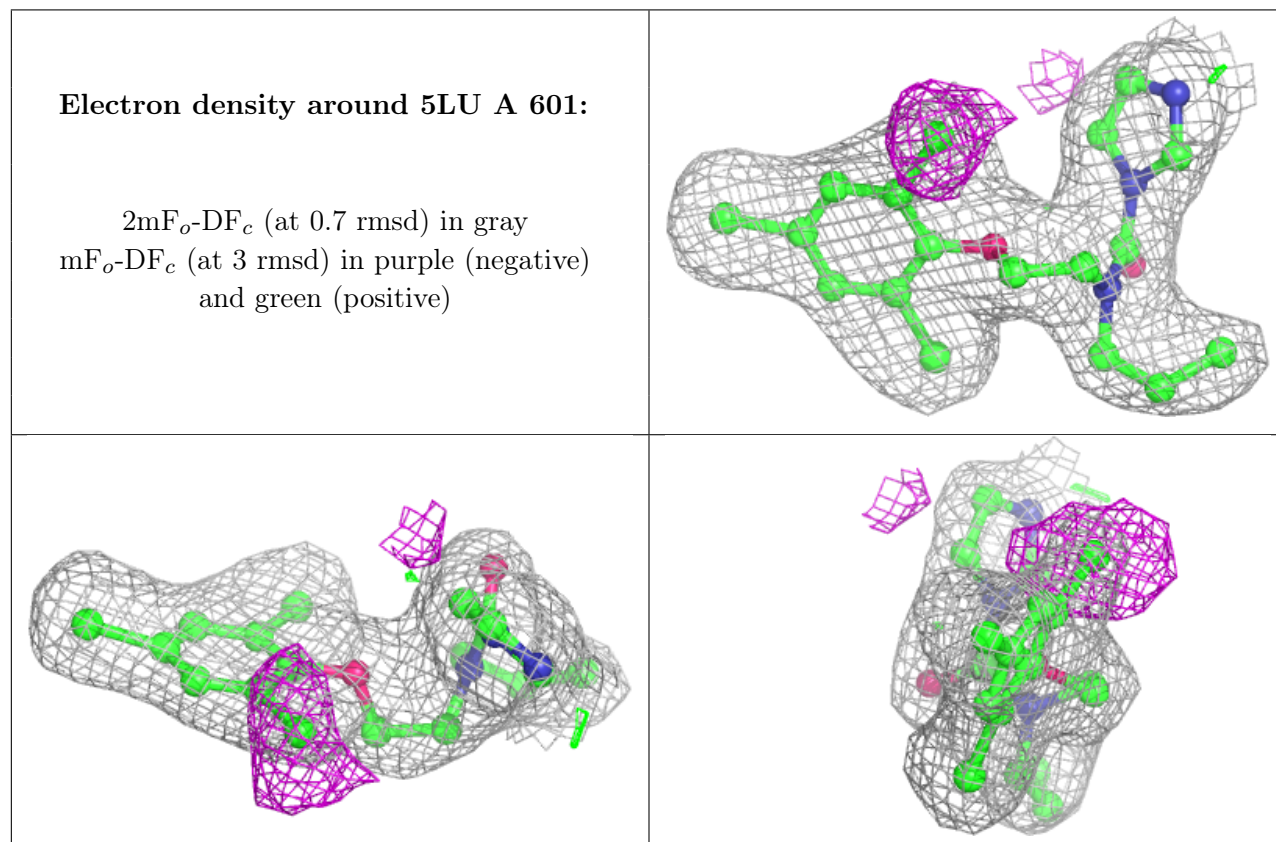 Electron density around 5LU A 601:
2mFo-DFc (at 0.7 rmsd) in gray
mFo-DFc (at 3 rmsd) in purple (negative)
and green (positive)